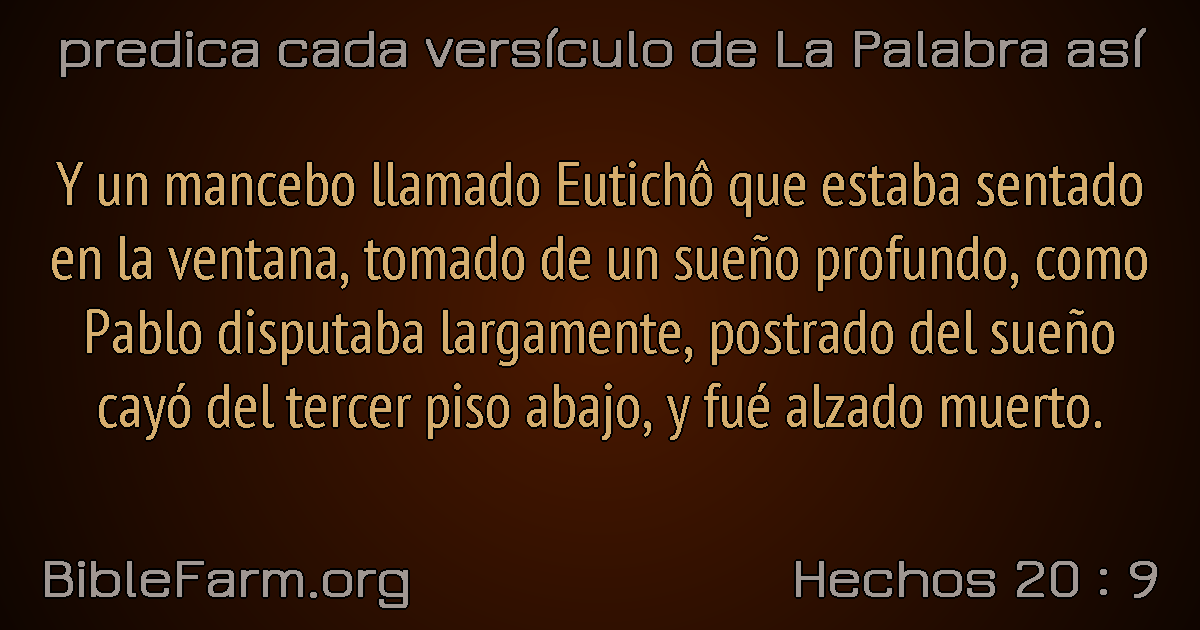 predica cada versículo de La Palabra así
Y un mancebo llamado Eutichô que estaba sentado
en la ventana, tomado de un sueño profundo, como
Pablo disputaba largamente, postrado del sueño
cayó del tercer piso abajo, y fué alzado muerto.
BibleFarm.org
Hechos 20 : 9